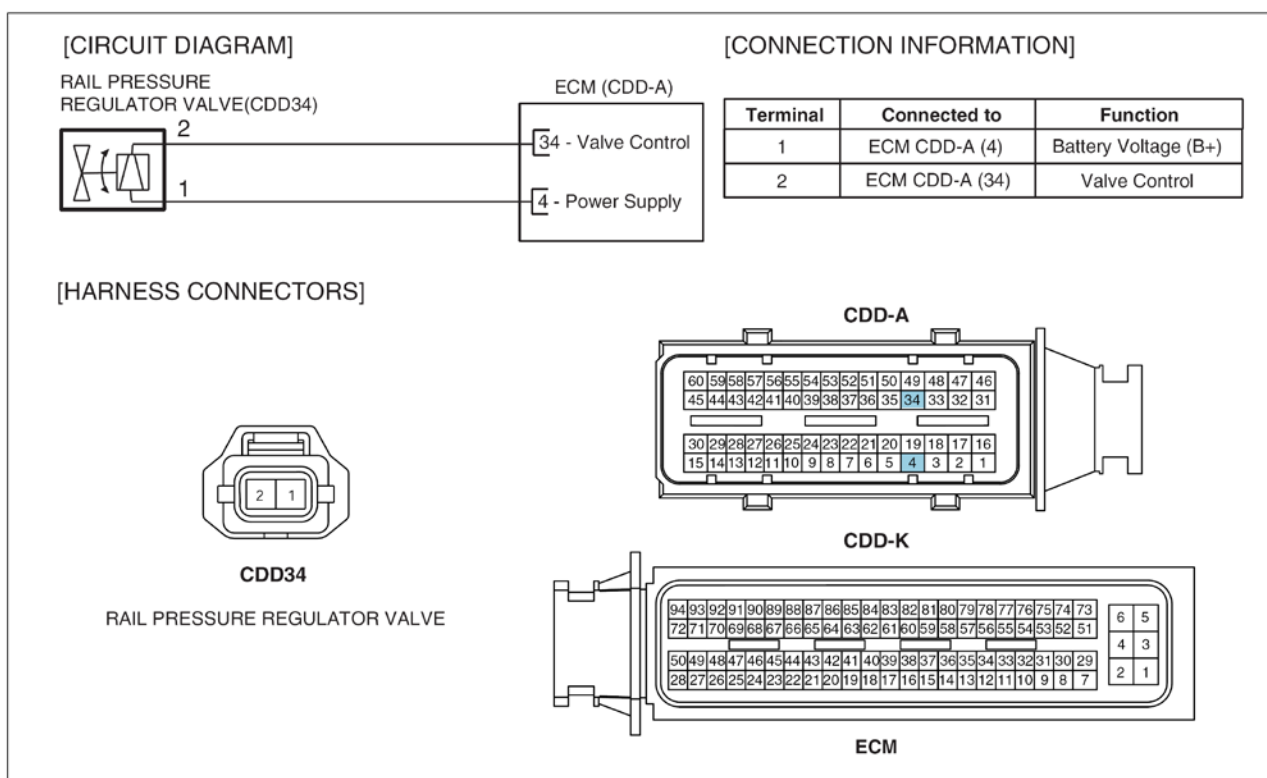 [CIRCUIT DIAGRAM]
RAIL PRESSURE
REGULATOR VALVE(CDD34)
ECM (CDD-A)
2
34 - Valve Control
1
4 - Power Supply
[CONNECTION INFORMATION]
Terminal Connected to Function
1 ECM CDD-A (4) Battery Voltage (B+)
2 ECM CDD-A (34) Valve Control
[HARNESS CONNECTORS]
2 1
CDD34
RAIL PRESSURE REGULATOR VALVE
CDD-A
60 59 58 57 56 55 54 53 52 51 50 49 48 47 46
45 44 43 42 41 40 39 38 37 36 35 34 33 32 31
30 29 28 27 26 25 24 23 22 21 20 19 18 17 16
15 14 13 12 11 10 9 8 7 6 5 4 3 2 1
CDD-K
94 93 92 91 90 89 88 87 86 85 84 83 82 81 80 79 78 77 76 75 74 73
72 71 70 69 68 67 66 65 64 63 62 61 60 59 58 57 56 55 54 53 52 51
50 49 48 47 46 45 44 43 42 41 40 39 38 37 36 35 34 33 32 31 30 29
28 27 26 25 24 23 22 21 20 19 18 17 16 15 14 13 12 11 10 9 8 7
6 5
4 3
2 1
ECM